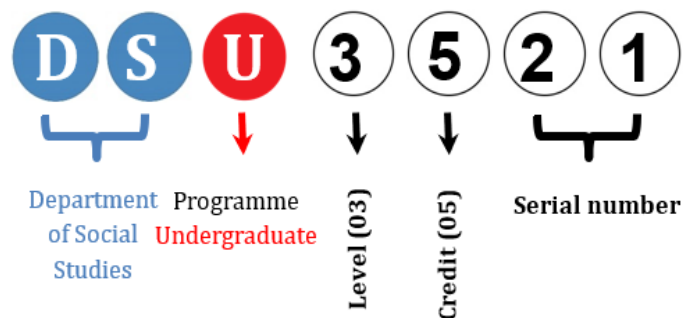 D S U 3 5 2 1
Department
of Social
Studies
Programme
Undergraduate
Level (03)
Credit (05)
Serial number